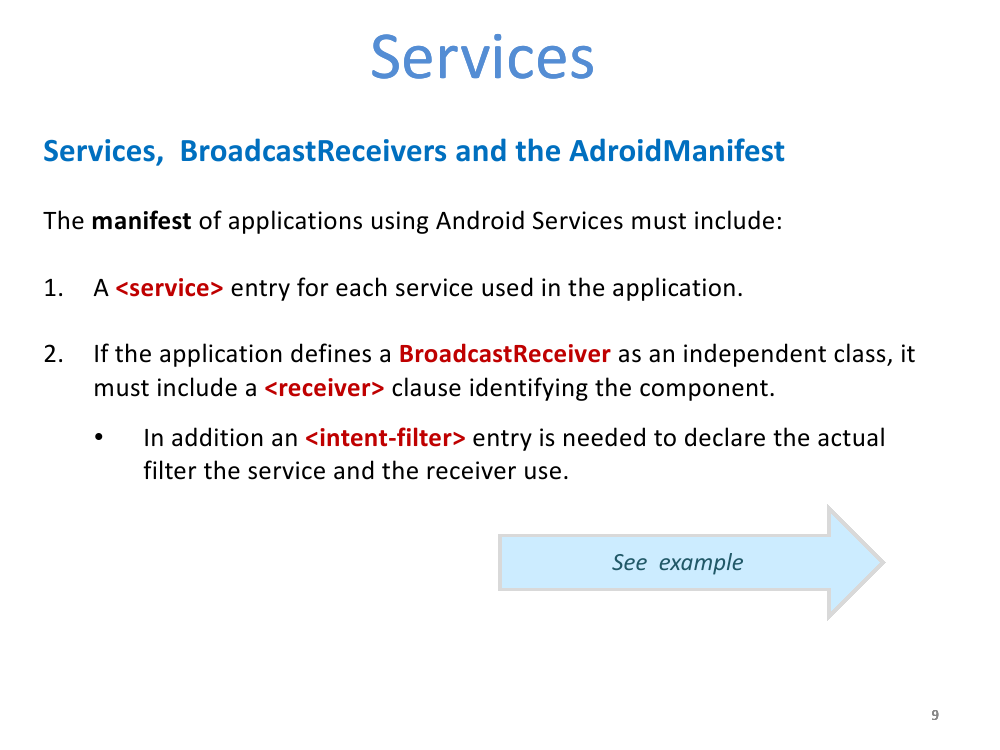 Services
Services,  BroadcastReceivers and the AdroidManifest
The manifest of applications using Android Services must include:
1. A <service> entry for each service used in the application.
2. If the application defines a BroadcastReceiver as an independent class, it
must include a <receiver> clause identifying the component.
• In addition an <intent-filter> entry is needed to declare the actual
filter the service and the receiver use.
See  example
9